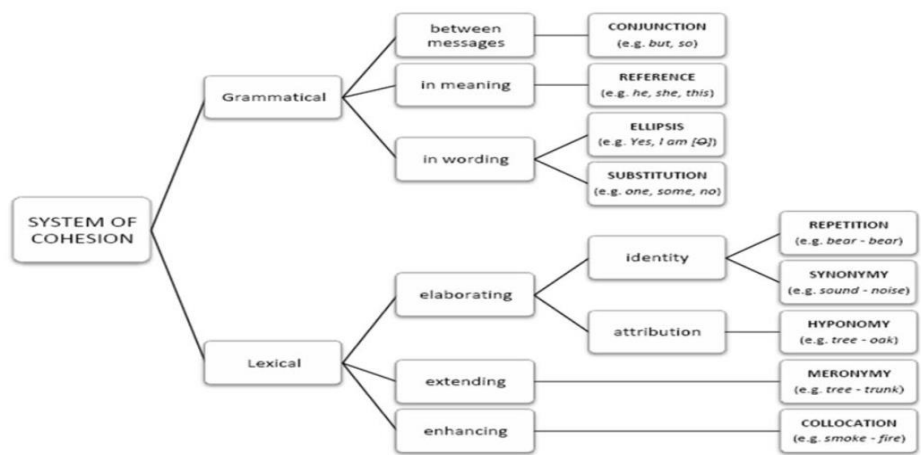 between
messages
CONJUNCTION
(e.g. but, so)
Grammatical
in meaning
REFERENCE
(e.g. he, she, this)
in wording
ELLIPSIS
(e.g. Yes, I am [Ø])
SUBSTITUTION
(e.g. one, some, no)
SYSTEM OF
COHESION
elaborating
identity
REPETITION
(e.g. bear - bear)
SYNONYMY
(e.g. sound - noise)
attribution
HYPONOMY
(e.g. tree - oak)
Lexical
extending
MERONYMY
(e.g. tree - trunk)
enhancing
COLLOCATION
(e.g. smoke - fire)